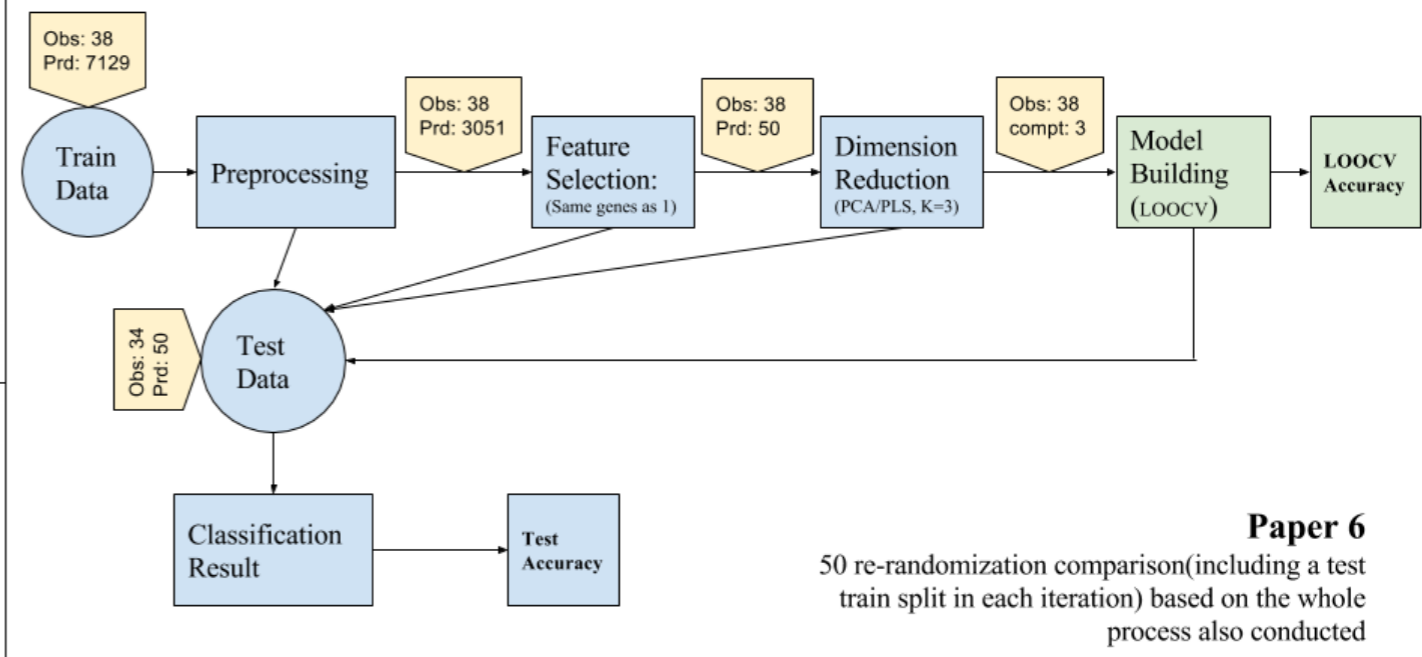 Obs: 38
Prd: 7129
Train
Data
Preprocessing
Obs: 38
Prd: 3051
Feature
Selection:
(Same genes as 1)
Obs: 38
Prd: 50
Dimension
Reduction
(PCA/PLS, K=3)
Obs: 38
compt: 3
Model
Building
(LOOCV)
LOOCV
Accuracy
Obs: 34
Prd: 50
Test
Data
Classification
Result
Test
Accuracy
Paper 6
50 re-randomization comparison(including a test
train split in each iteration) based on the whole
process also conducted